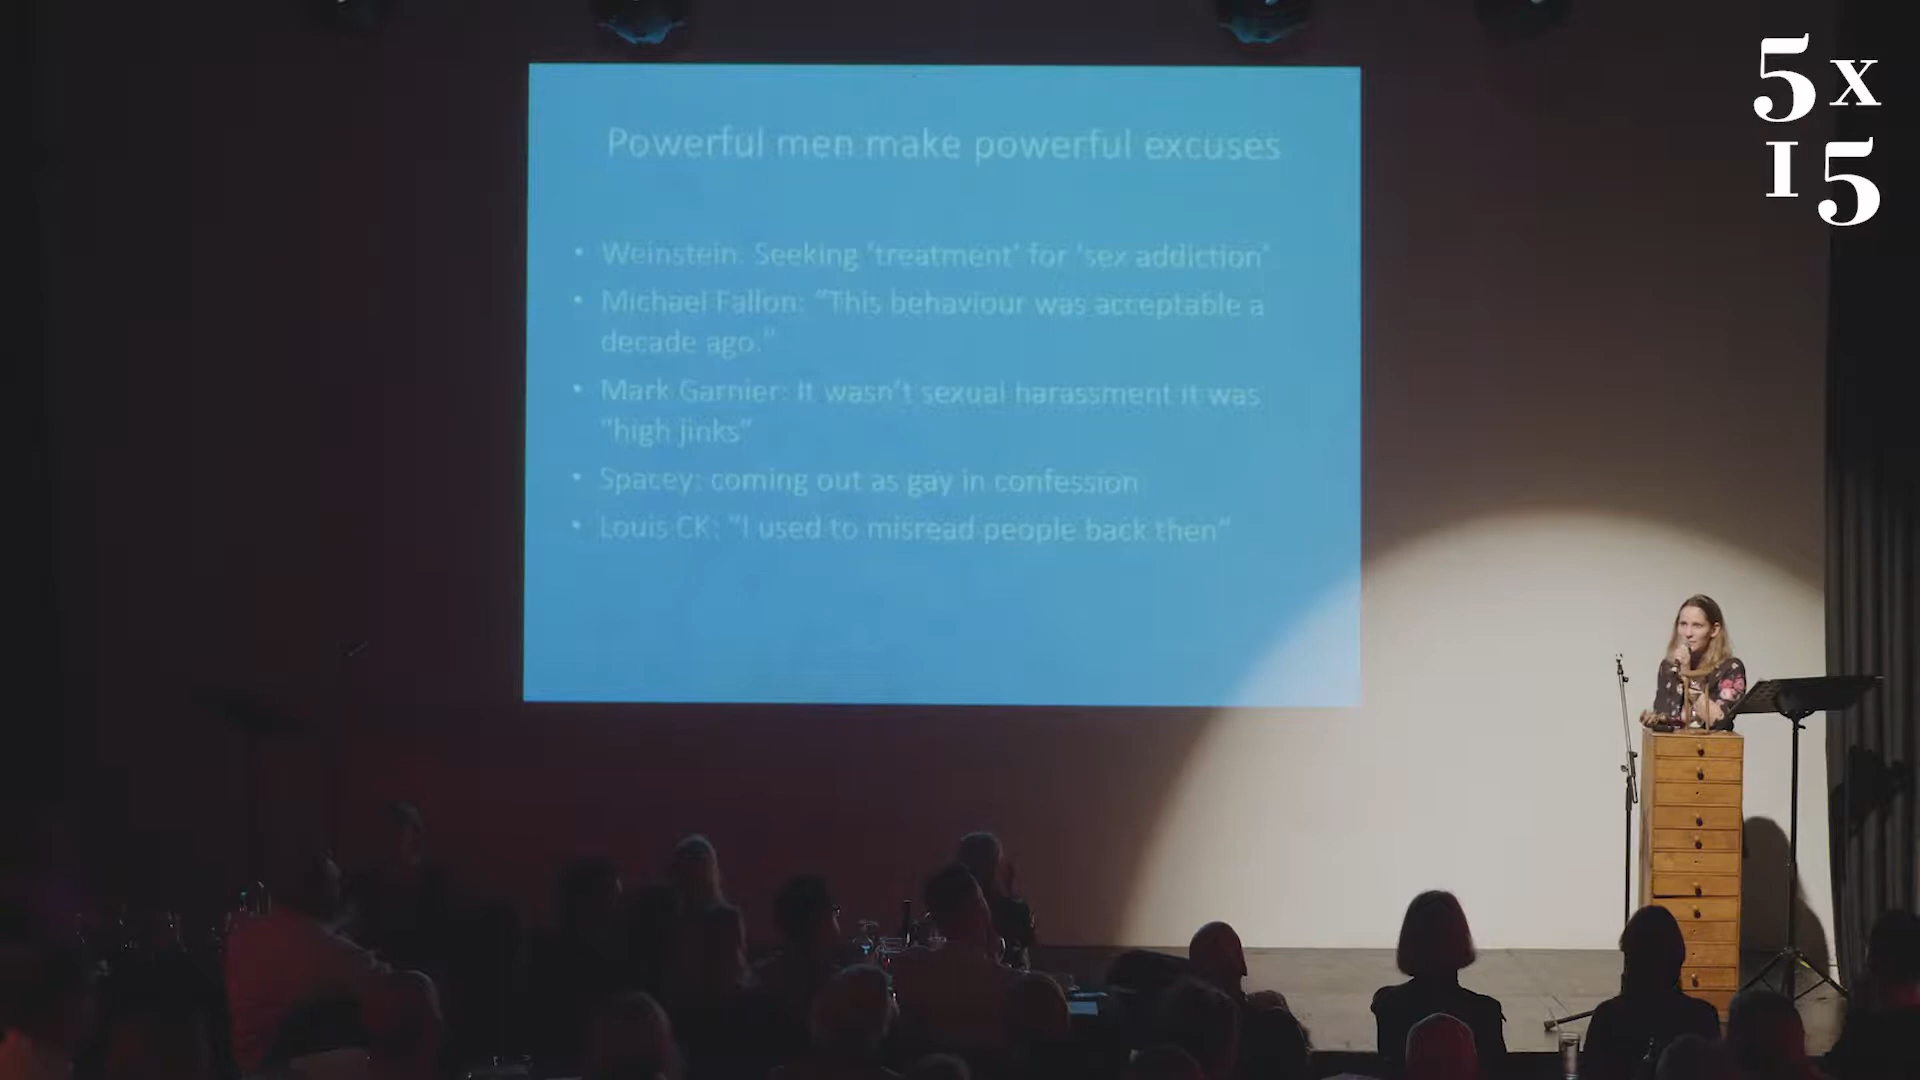 Powerful men make powerful excuses
• Weinstein: Seeking 'treatment' for 'sex addiction'
• Michael Fallon: "This behaviour was acceptable a
decade ago."
• Mark Garnier: It wasn't sexual harassment it was
"high jinks"
• Spacey: coming out as gay in confession
• Louis CK: "I used to misread people back then"
5 x
15